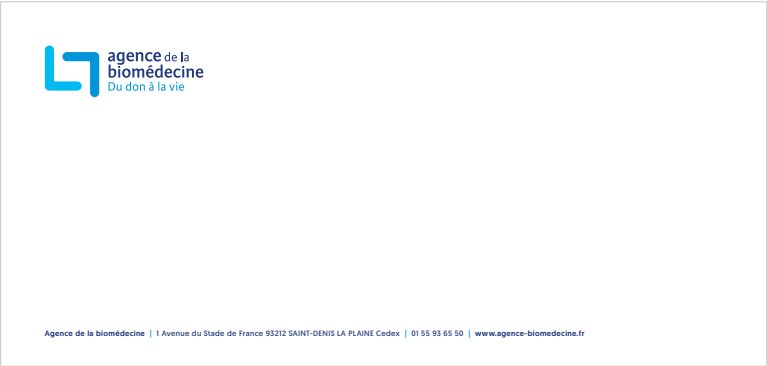 agence de la
biomédecine
Du don à la vie
Agence de la biomédecine | 1 Avenue du Stade de France 93212 SAINT-DENIS LA PLAINE Cedex | 01 55 93 65 50 | www.agence-biomedecine.fr